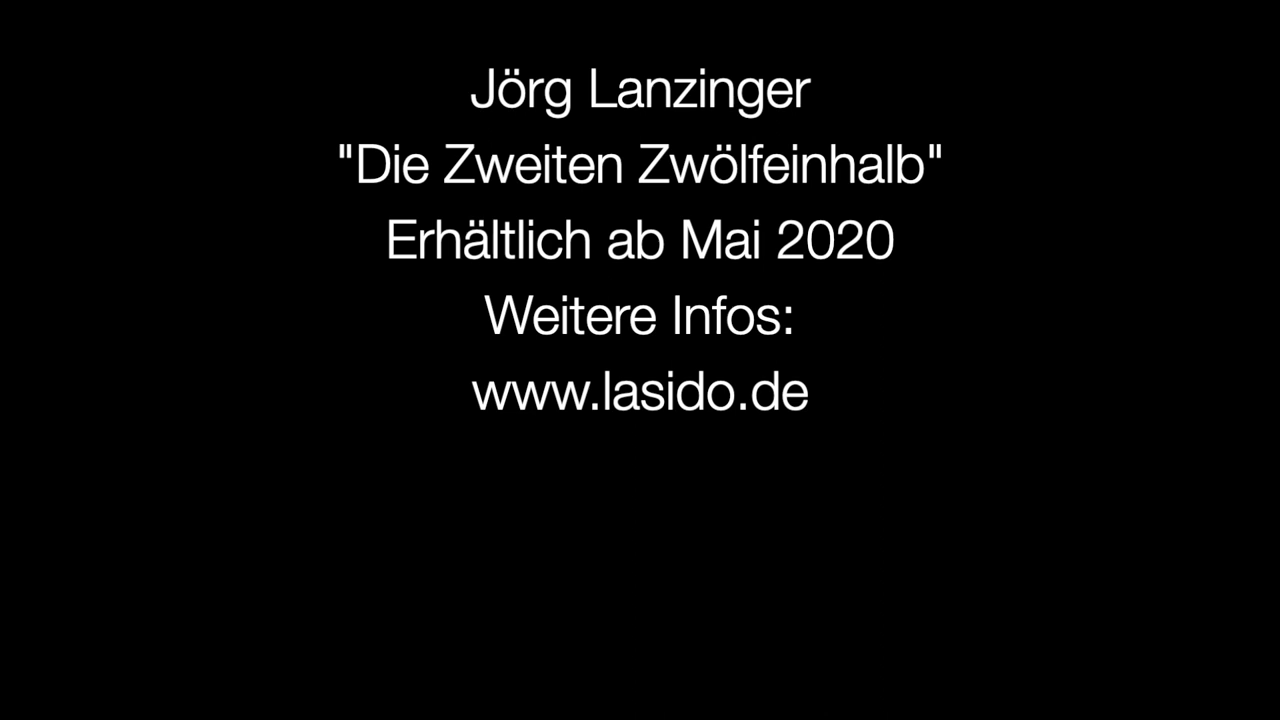 Jörg Lanzinger
"Die Zweiten Zwölfeinhalb"
Erhältlich ab Mai 2020
Weitere Infos:
www.lasido.de